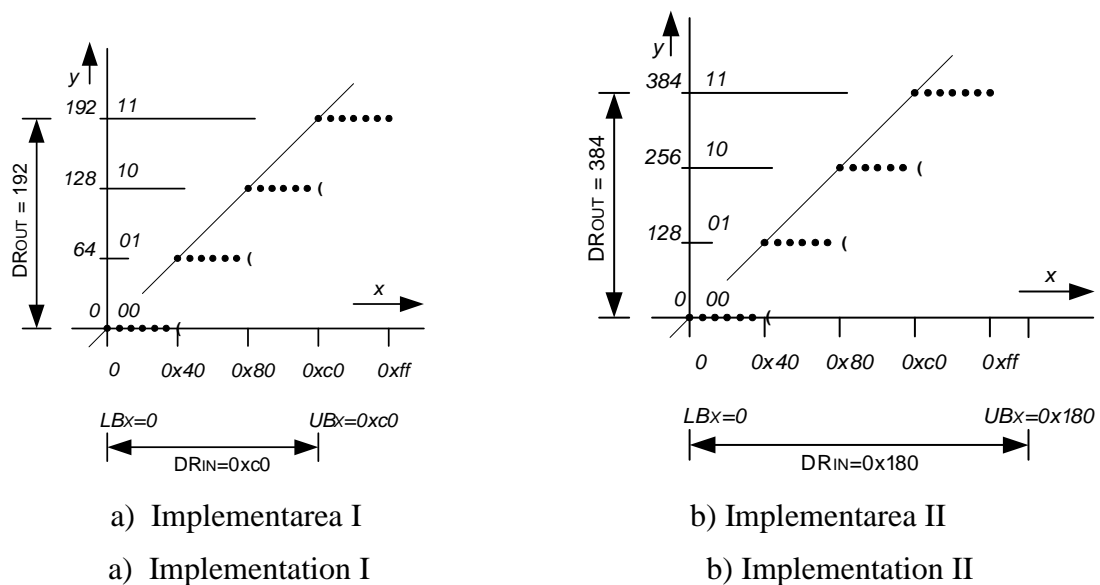 y
192 11
128 10
64 01
0 00
DROUT = 192
x
0 0x40 0x80 0xc0 0xff
LBX=0 UBX=0xc0
DRIN=0xc0
a) Implementarea I
a) Implementation I
y
384 11
256 10
128 01
0 00
DROUT = 384
x
0 0x40 0x80 0xc0 0xff
LBX=0 UBX=0x180
DRIN=0x180
b) Implementarea II
b) Implementation II